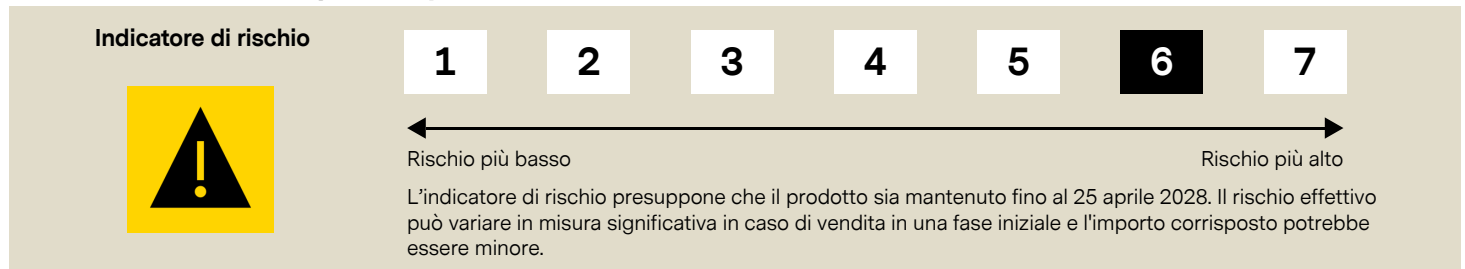 Indicatore di rischio
1 2 3 4 5 6 7
Rischio più basso Rischio più alto
L'indicatore di rischio presuppone che il prodotto sia mantenuto fino al 25 aprile 2028. Il rischio effettivo
può variare in misura significativa in caso di vendita in una fase iniziale e l'importo corrisposto potrebbe
essere minore.